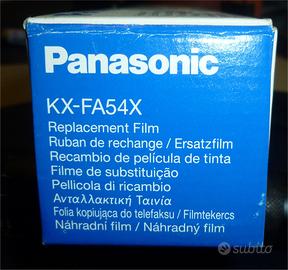 Panasonic
KX-FA54X
Replacement Film
Ruban de rechange / Ersatzfilm
Recambio de película de tinta
Filme de substituição
Pellicola di ricambio
Ανταλλακτική Ταινία
Folia kopiująca do telefaksu / Filmtekercs
Náhradní film / Náhradný film
subito